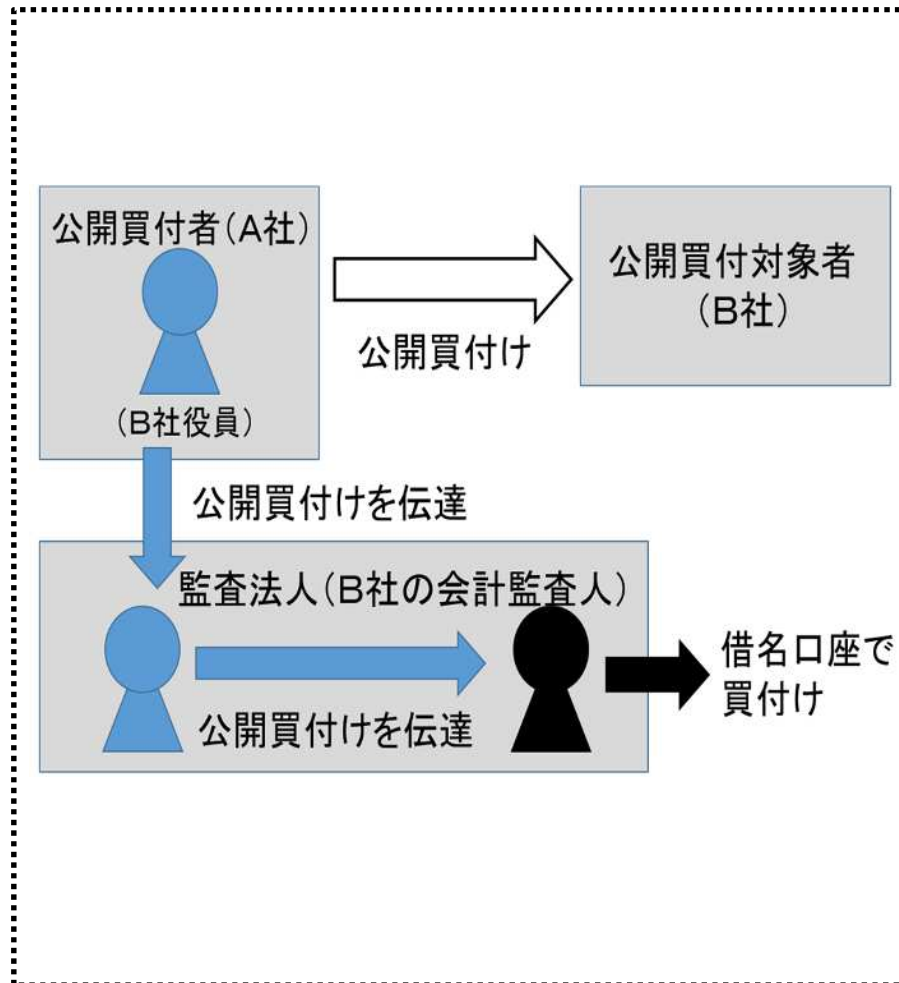 公開買付者(A社)
(B社役員)
公開買付け
公開買付対象者
(B社)
公開買付けを伝達
監査法人(B社の会計監査人)
公開買付けを伝達
借名口座で
買付け